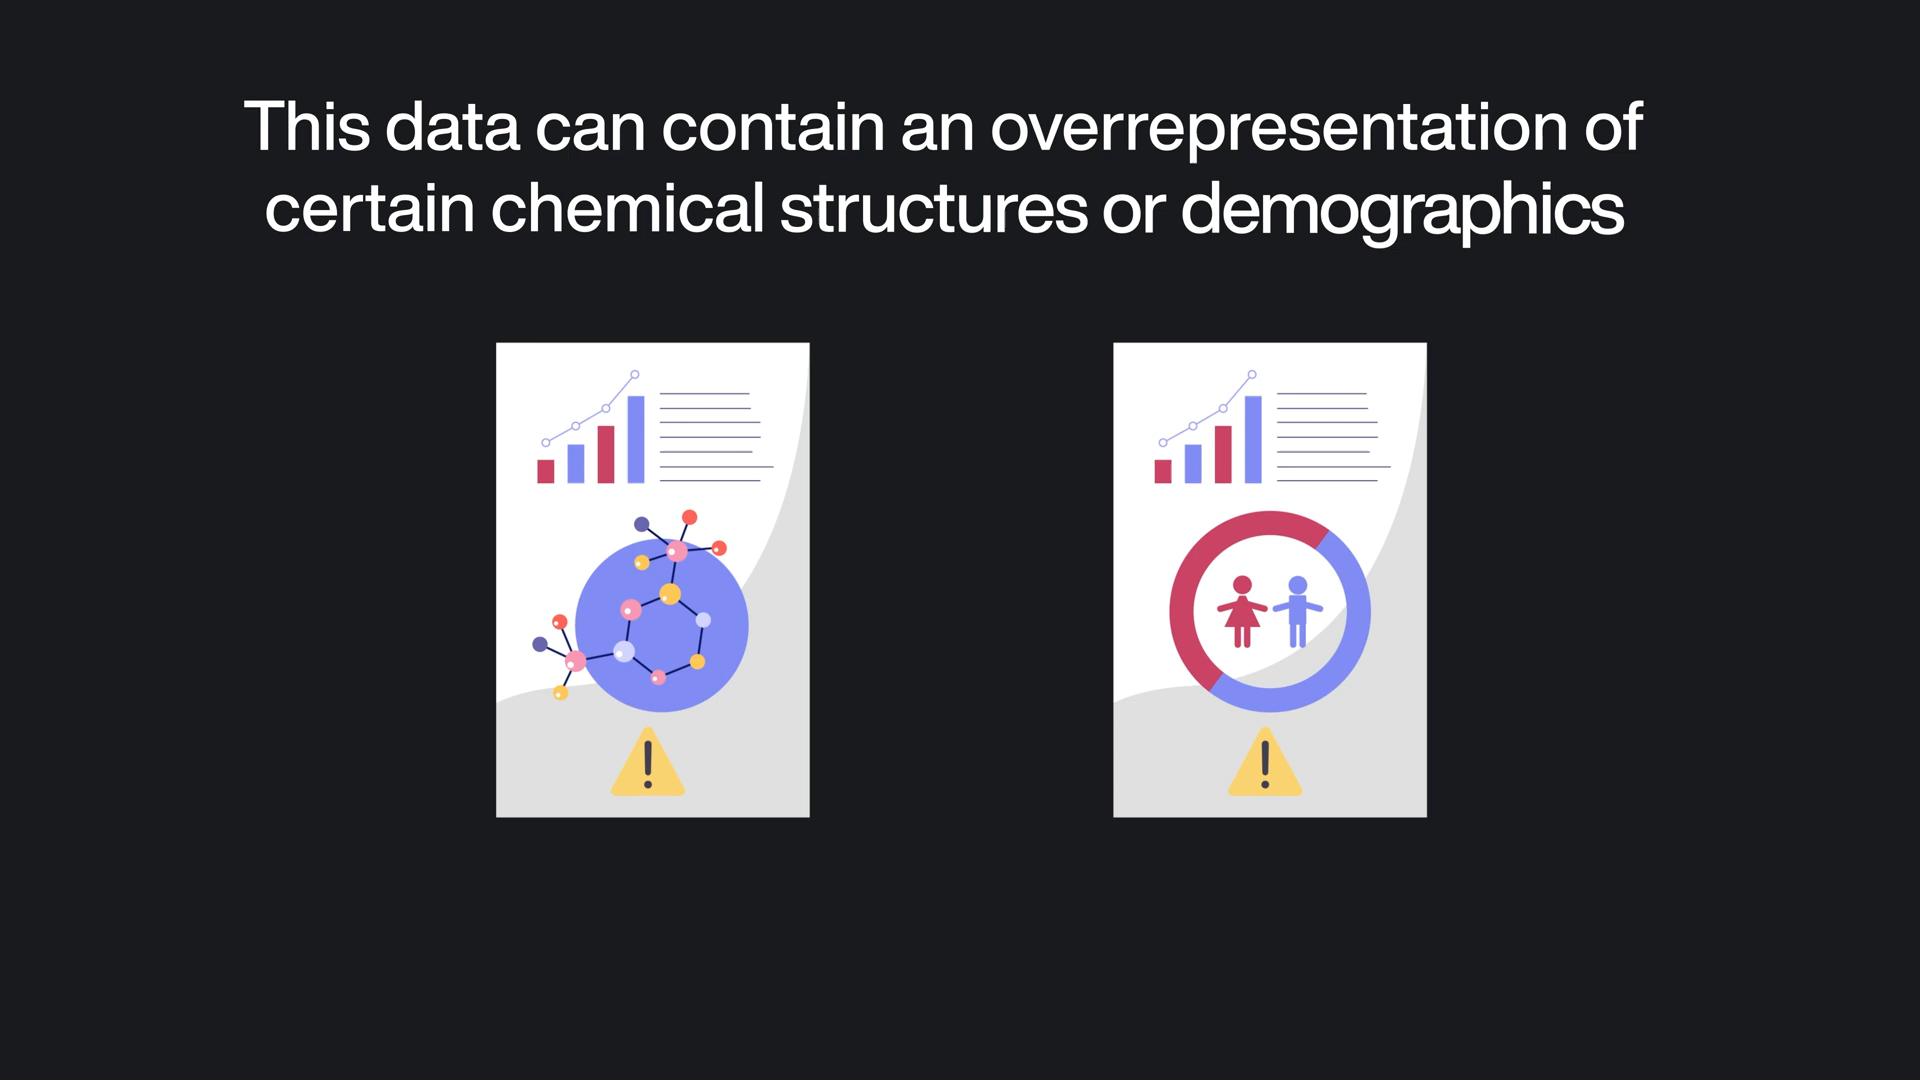 This data can contain an overrepresentation of
certain chemical structures or demographics